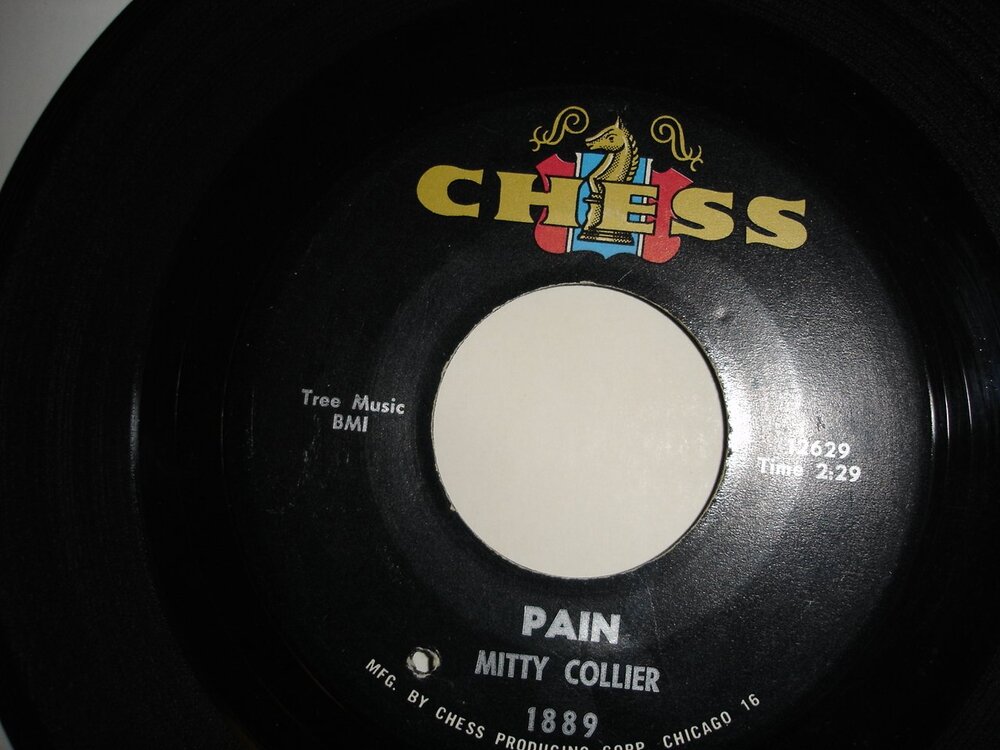 CHESS
Tree Music
BMI
12629
Time 2:29
PAIN
MITTY COLLIER
1889
MFG. BY CHESS PRODUCING CORP. CHICAGO 16